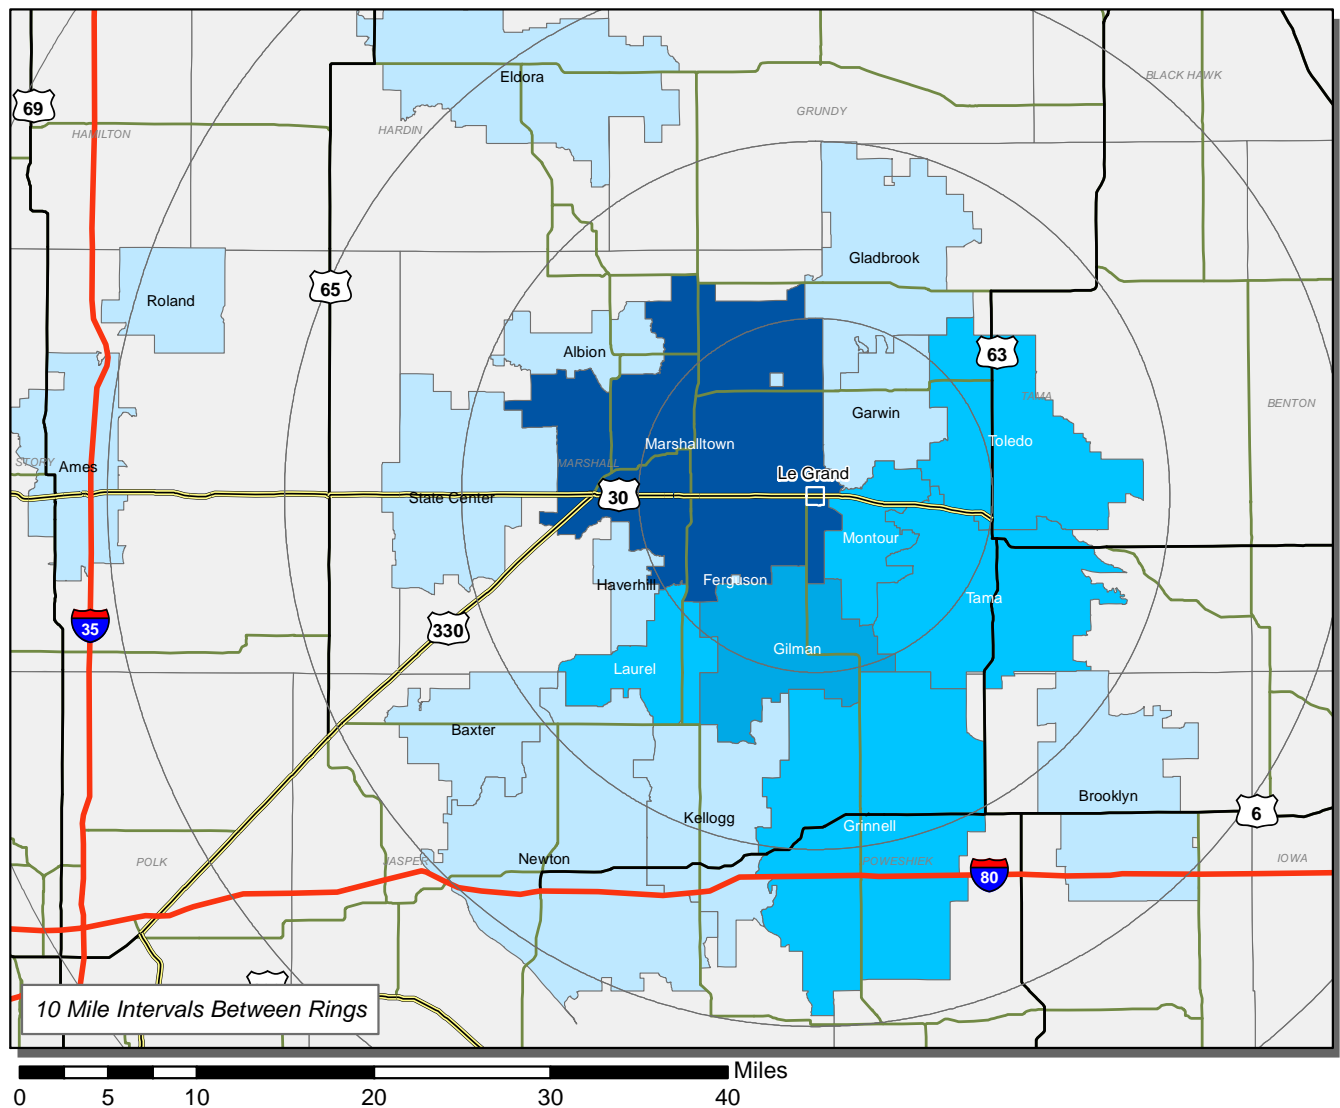 Eldora
BLACK HAWK
69
GRUNDY
HAMILTON
HARDIN
Gladbrook
65
Roland
Albion
63
TAMA
BENTON
Garwin
Marshalltown
Toledo
STORY
Ames
MARSHALL
Le Grand
State Center
30
Montour
Haverhill
Ferguson
Tama
35
330
Gilman
Laurel
Baxter
Brooklyn
6
Kellogg
Grinnell
POLK
JASPER
Newton
POWESHIEK
IOWA
80
10 Mile Intervals Between Rings
Miles
0 5 10 20 30 40